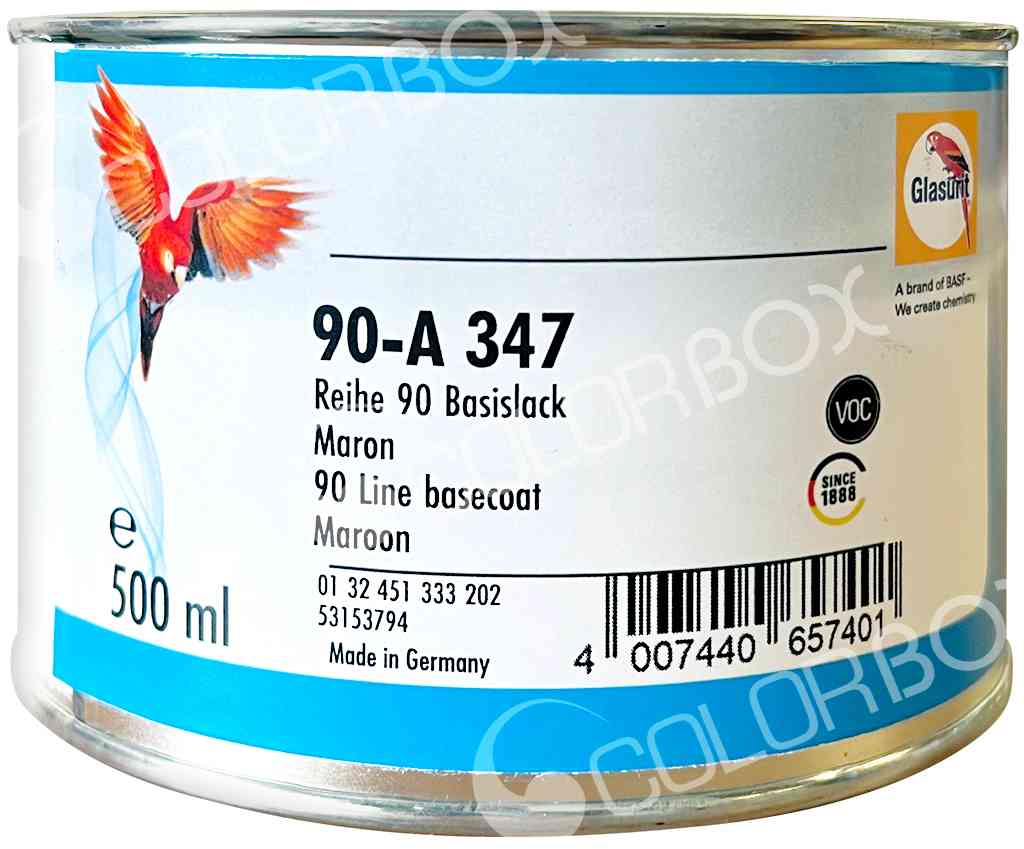 Glasurit
A brand of BASF –
We create chemistry
90-A 347
Reihe 90 Basislack
Maron
90 Line basecoat
Maroon
VOC
SINCE
1888
e
500 ml
01 32 451 333 202
53153794
Made in Germany
4 007440 657401
COLORBOX
COLORBOX
COLORBOX